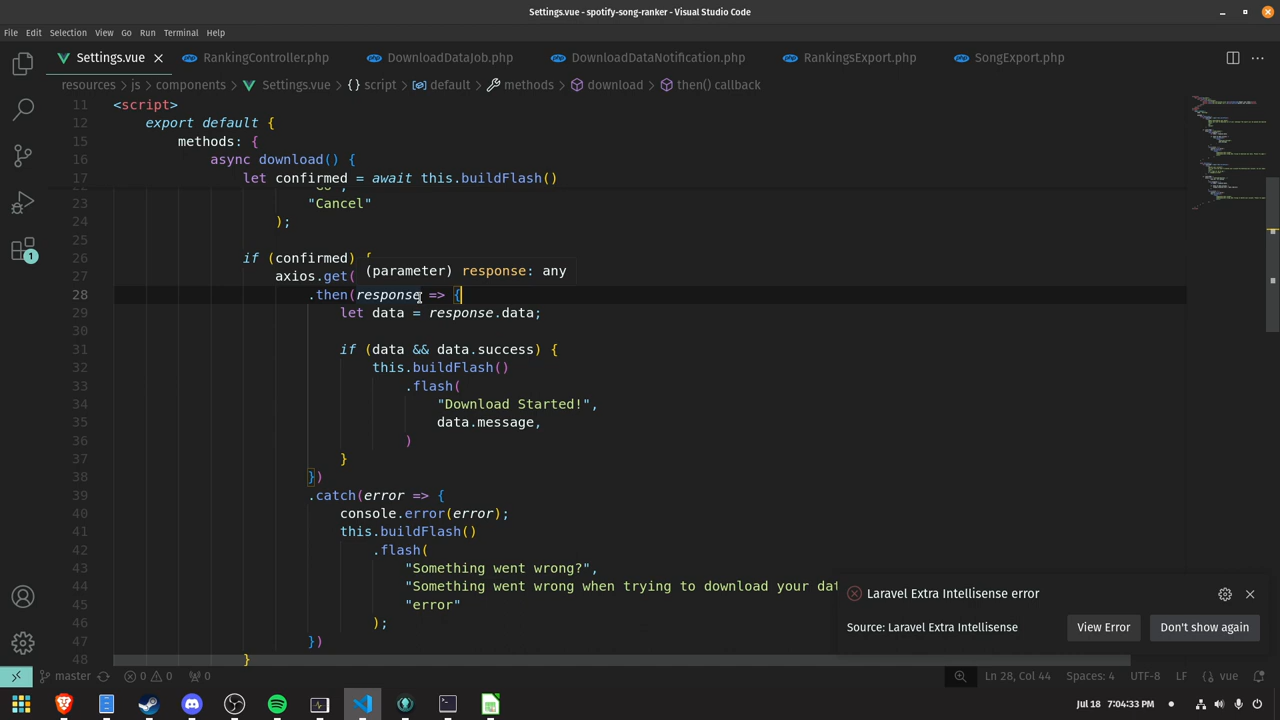 Settings.vue - spotify-song-ranker - Visual Studio Code
File Edit Selection View Go Run Terminal Help
Settings.vue RankingController.php DownloadDataJob.php DownloadDataNotification.php RankingsExport.php SongExport.php
resources > js > components > Settings.vue > {} script > default > methods > download > then() callback
11 <script>
12 export default {
15 methods: {
16 async download() {
17 let confirmed = await this.buildFlash()
23 "Cancel"
24 );
25
26 if (confirmed) {
(parameter) response: any
27 axios.get(
28 .then(response => {
29 let data = response.data;
30
31 if (data && data.success) {
32 this.buildFlash()
33 .flash(
34 "Download Started!",
35 data.message,
36 )
37 }
38 })
39 .catch(error => {
40 console.error(error);
41 this.buildFlash()
42 .flash(
43 "Something went wrong?",
44 "Something went wrong when trying to download your dat
45 "error"
46 );
47 })
48 }
1
Laravel Extra Intellisense error
Source: Laravel Extra Intellisense
View Error Don't show again
master 0 0 0 Ln 28, Col 44 Spaces: 4 UTF-8 LF vue
Jul 18 7:04:33 PM